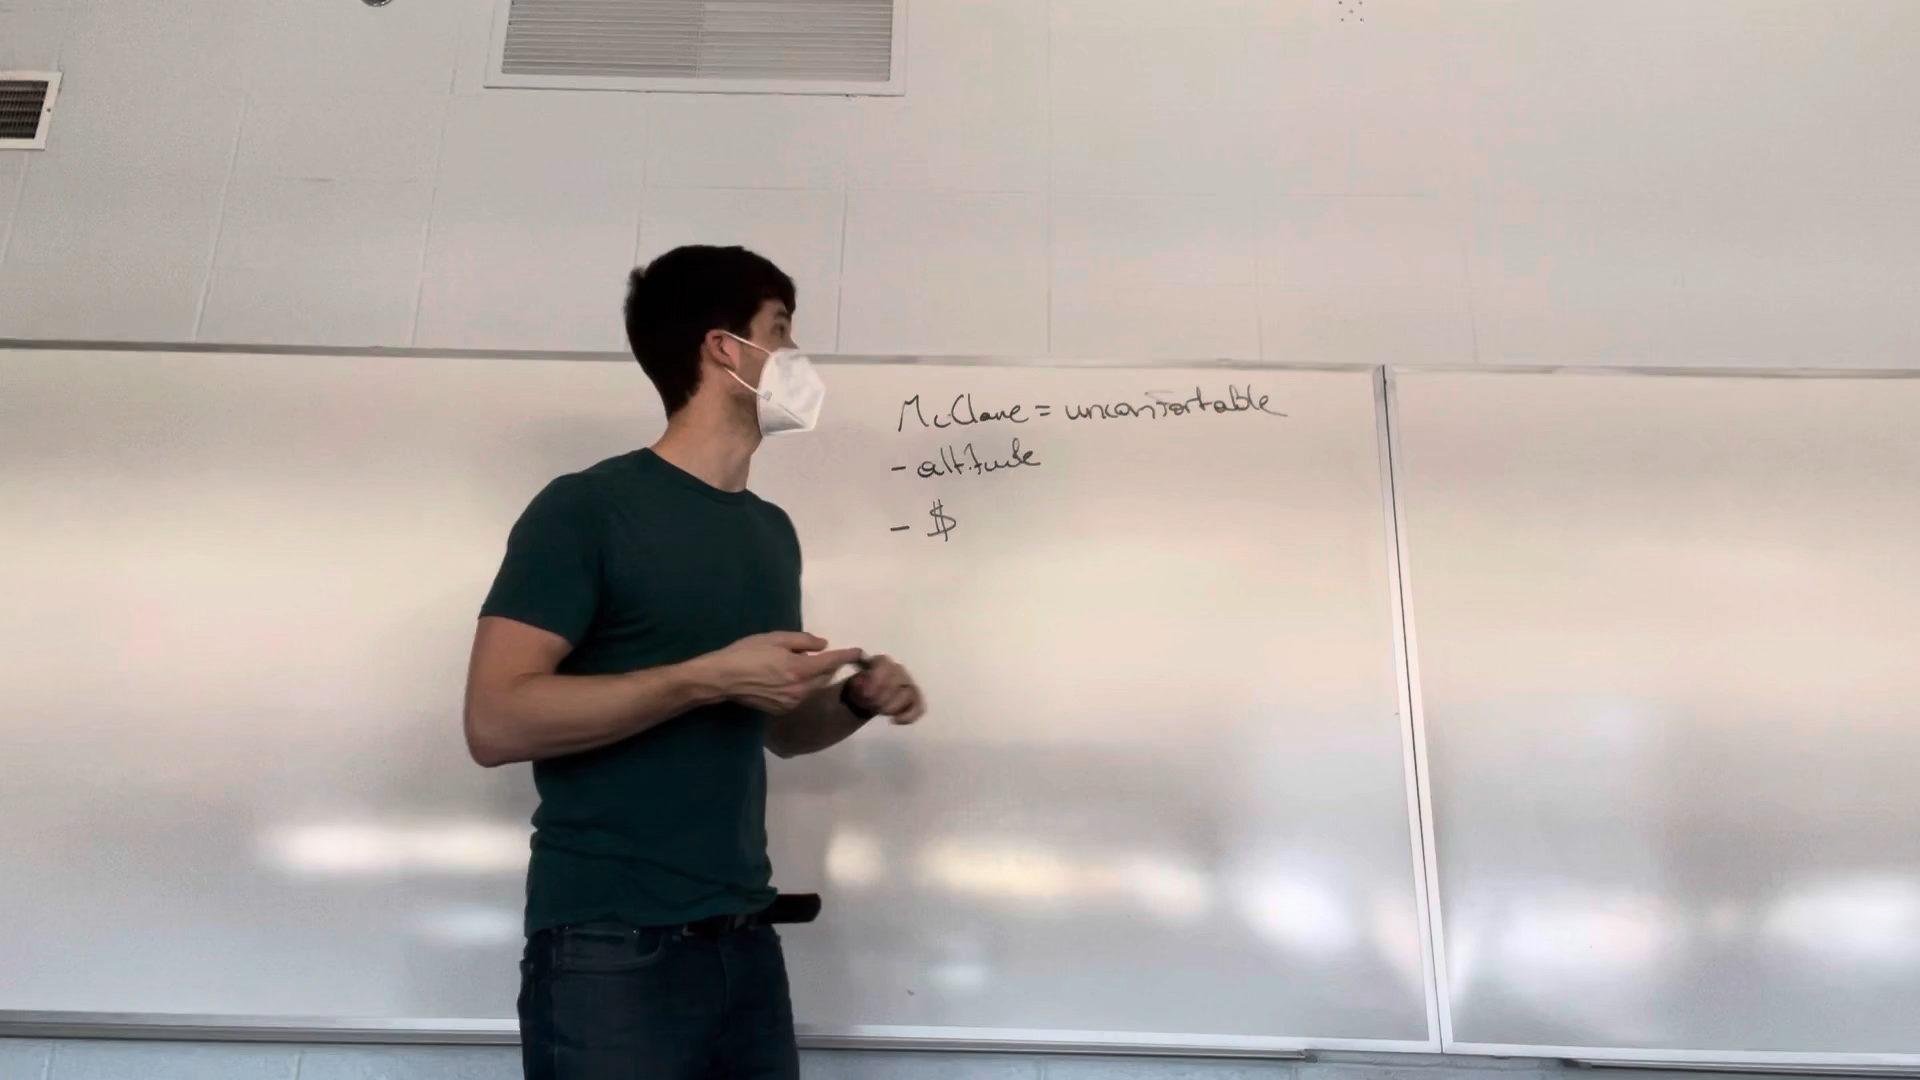 McClane = uncomfortable
- altitude
- $